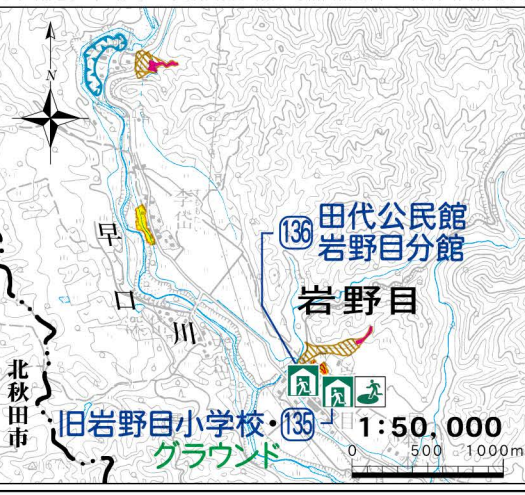 N
136 田代公民館
岩野目分館
早口川
岩野目
北秋田市
旧岩野目小学校・135
グラウンド
1:50,000
0 500 1000m